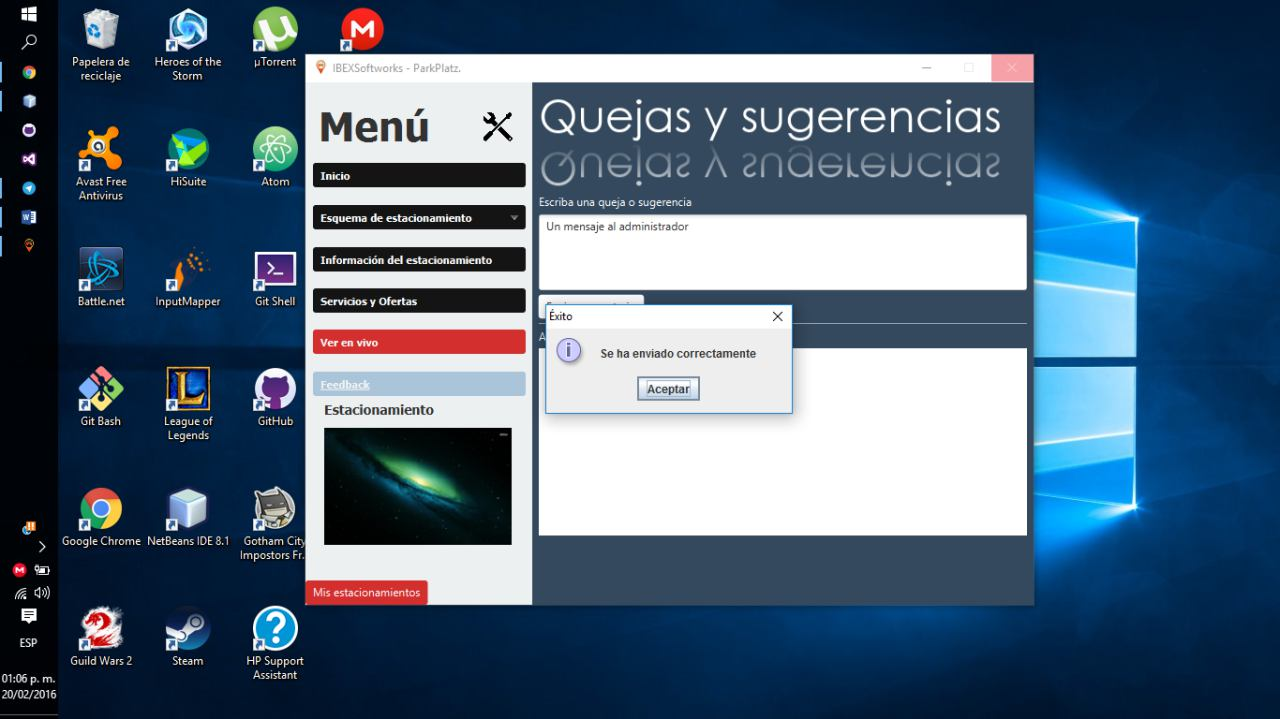 Papelera de
reciclaje
Heroes of the
Storm
µTorrent
Avast Free
Antivirus
HiSuite
Atom
Battle.net
InputMapper
Git Shell
Git Bash
League of
Legends
GitHub
Google Chrome
NetBeans IDE 8.1
Gotham City
Impostors Fr...
Guild Wars 2
Steam
HP Support
Assistant
ESP
01:06 p. m.
20/02/2016
IBEXSoftworks - ParkPlatz.
Menú
Inicio
Esquema de estacionamiento
Información del estacionamiento
Servicios y Ofertas
Ver en vivo
Feedback
Estacionamiento
Mis estacionamientos
Quejas y sugerencias
Quejas y sugerencias
Escriba una queja o sugerencia
Un mensaje al administrador
Éxito
Se ha enviado correctamente
Aceptar